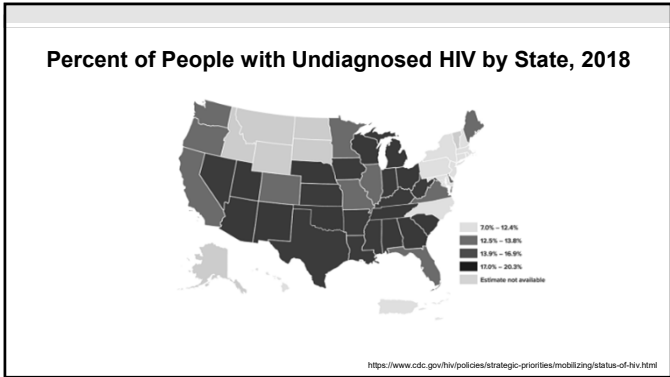 Percent of People with Undiagnosed HIV by State, 2018
7.0% – 12.4%
12.5% – 13.8%
13.9% – 16.9%
17.0% – 20.3%
Estimate not available
https://www.cdc.gov/hiv/policies/strategic-priorities/mobilizing/status-of-hiv.html